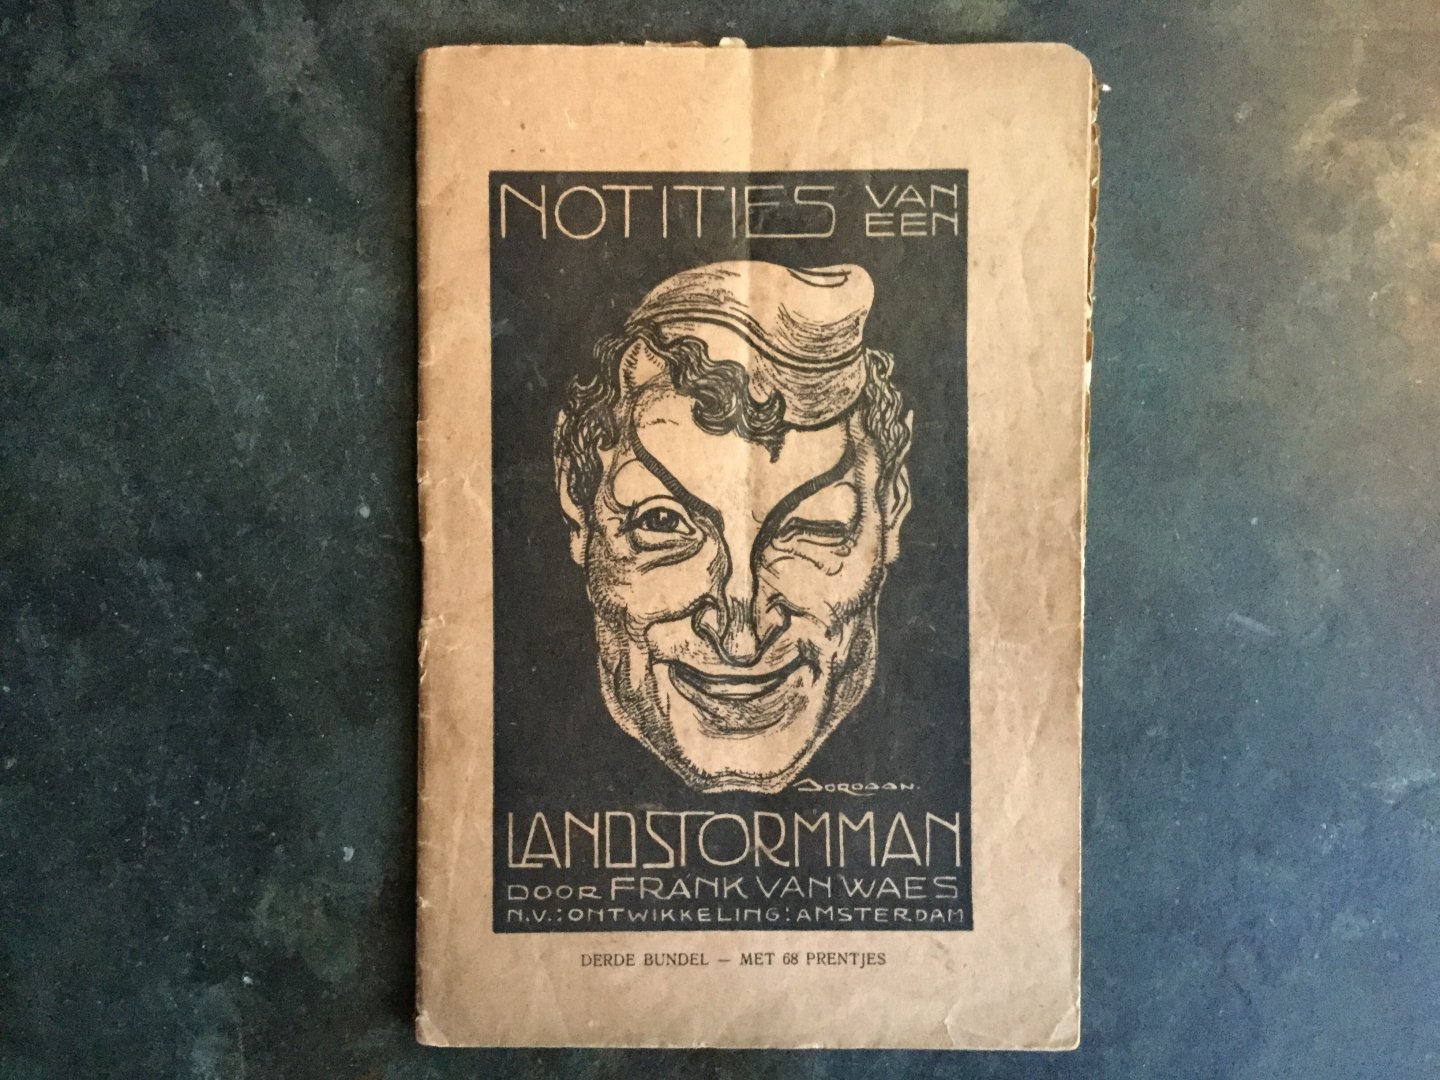 NOTITIES VAN
EEN
JORDAAN.
LANDSTORMMAN
DOOR FRANK VAN WAES
N.V.: ONTWIKKELING: AMSTERDAM
DERDE BUNDEL — MET 68 PRENTJES